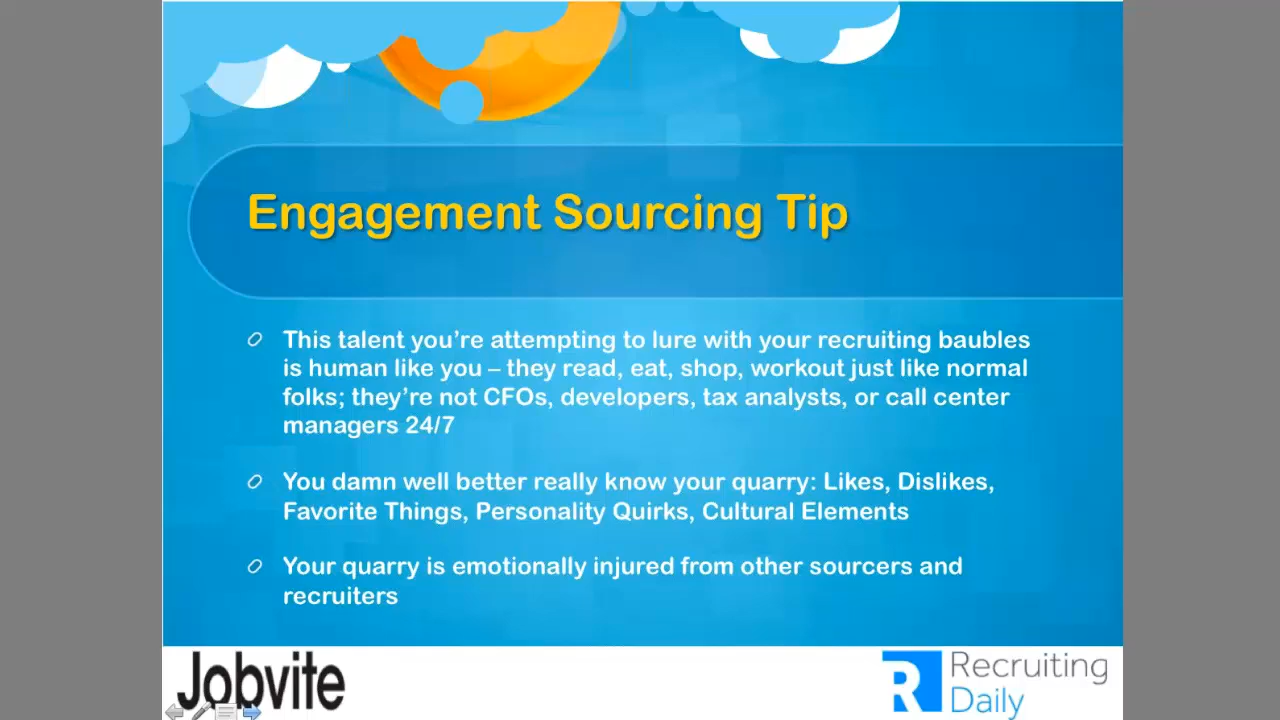 Engagement Sourcing Tip
This talent you're attempting to lure with your recruiting baubles
is human like you – they read, eat, shop, workout just like normal
folks; they're not CFOs, developers, tax analysts, or call center
managers 24/7
You damn well better really know your quarry: Likes, Dislikes,
Favorite Things, Personality Quirks, Cultural Elements
Your quarry is emotionally injured from other sourcers and
recruiters
Jobvite
R Recruiting
Daily